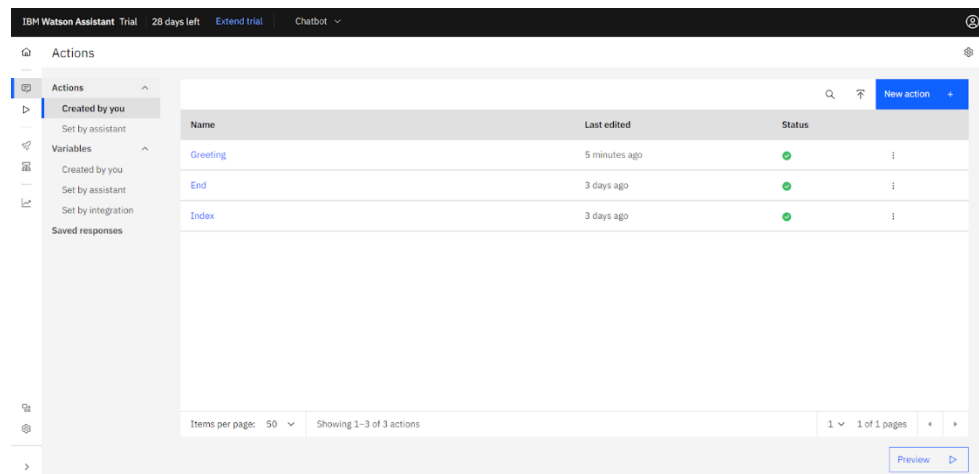 IBM Watson Assistant Trial 28 days left Extend trial Chatbot
Actions
Actions
Created by you
Set by assistant
Variables
Created by you
Set by assistant
Set by integration
Saved responses
New action +
Name Last edited Status
Greeting 5 minutes ago
End 3 days ago
Index 3 days ago
Items per page: 50 Showing 1–3 of 3 actions 1 1 of 1 pages
Preview